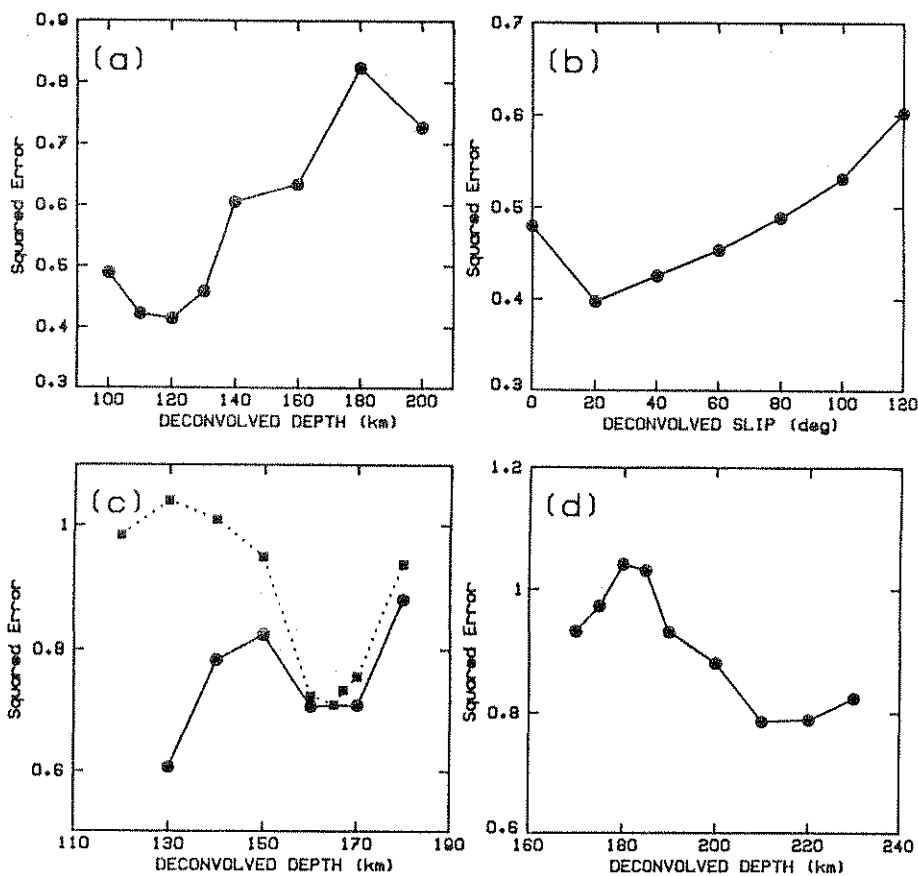 (a)
0.9
0.8
0.7
0.6
0.5
0.4
0.3
Squared Error
100 120 140 160 180 200
DECONVOLVED DEPTH (km)
(b)
0.7
0.6
0.5
0.4
0.3
Squared Error
0 20 40 60 80 100 120
DECONVOLVED SLIP (deg)
(c)
1
0.8
0.6
Squared Error
110 130 150 170 190
DECONVOLVED DEPTH (km)
(d)
1.2
1
0.8
0.6
Squared Error
160 180 200 220 240
DECONVOLVED DEPTH (km)